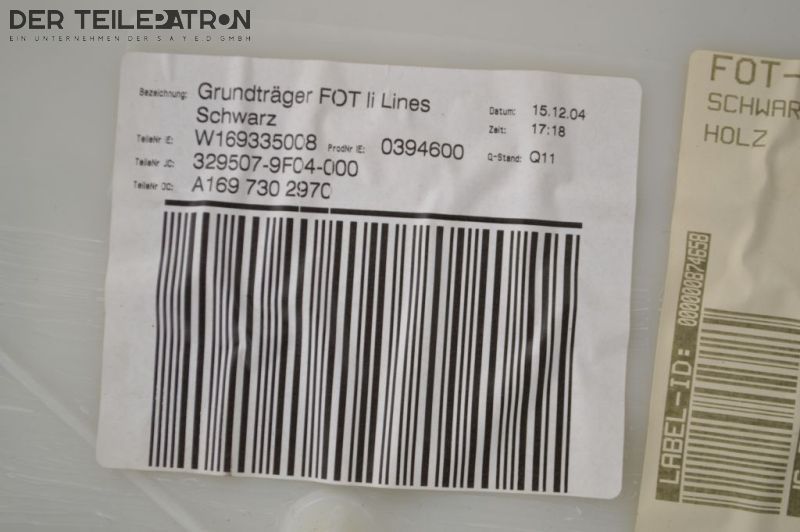 DER TEILEPATRON
EIN UNTERNEHMEN DER S A Y E D GMBH
Bezeichnung: Grundträger FOT li Lines
Schwarz
Datum: 15.12.04
Zeit: 17:18
TeileNr IE: W169335008 ProdNr IE: 0394600
Q-Stand: Q11
TeileNr JC: 329507-9F04-000
TeileNr DC: A169 730 2970
FOT-
SCHWAR
HOLZ
LABEL-ID: 000000874658